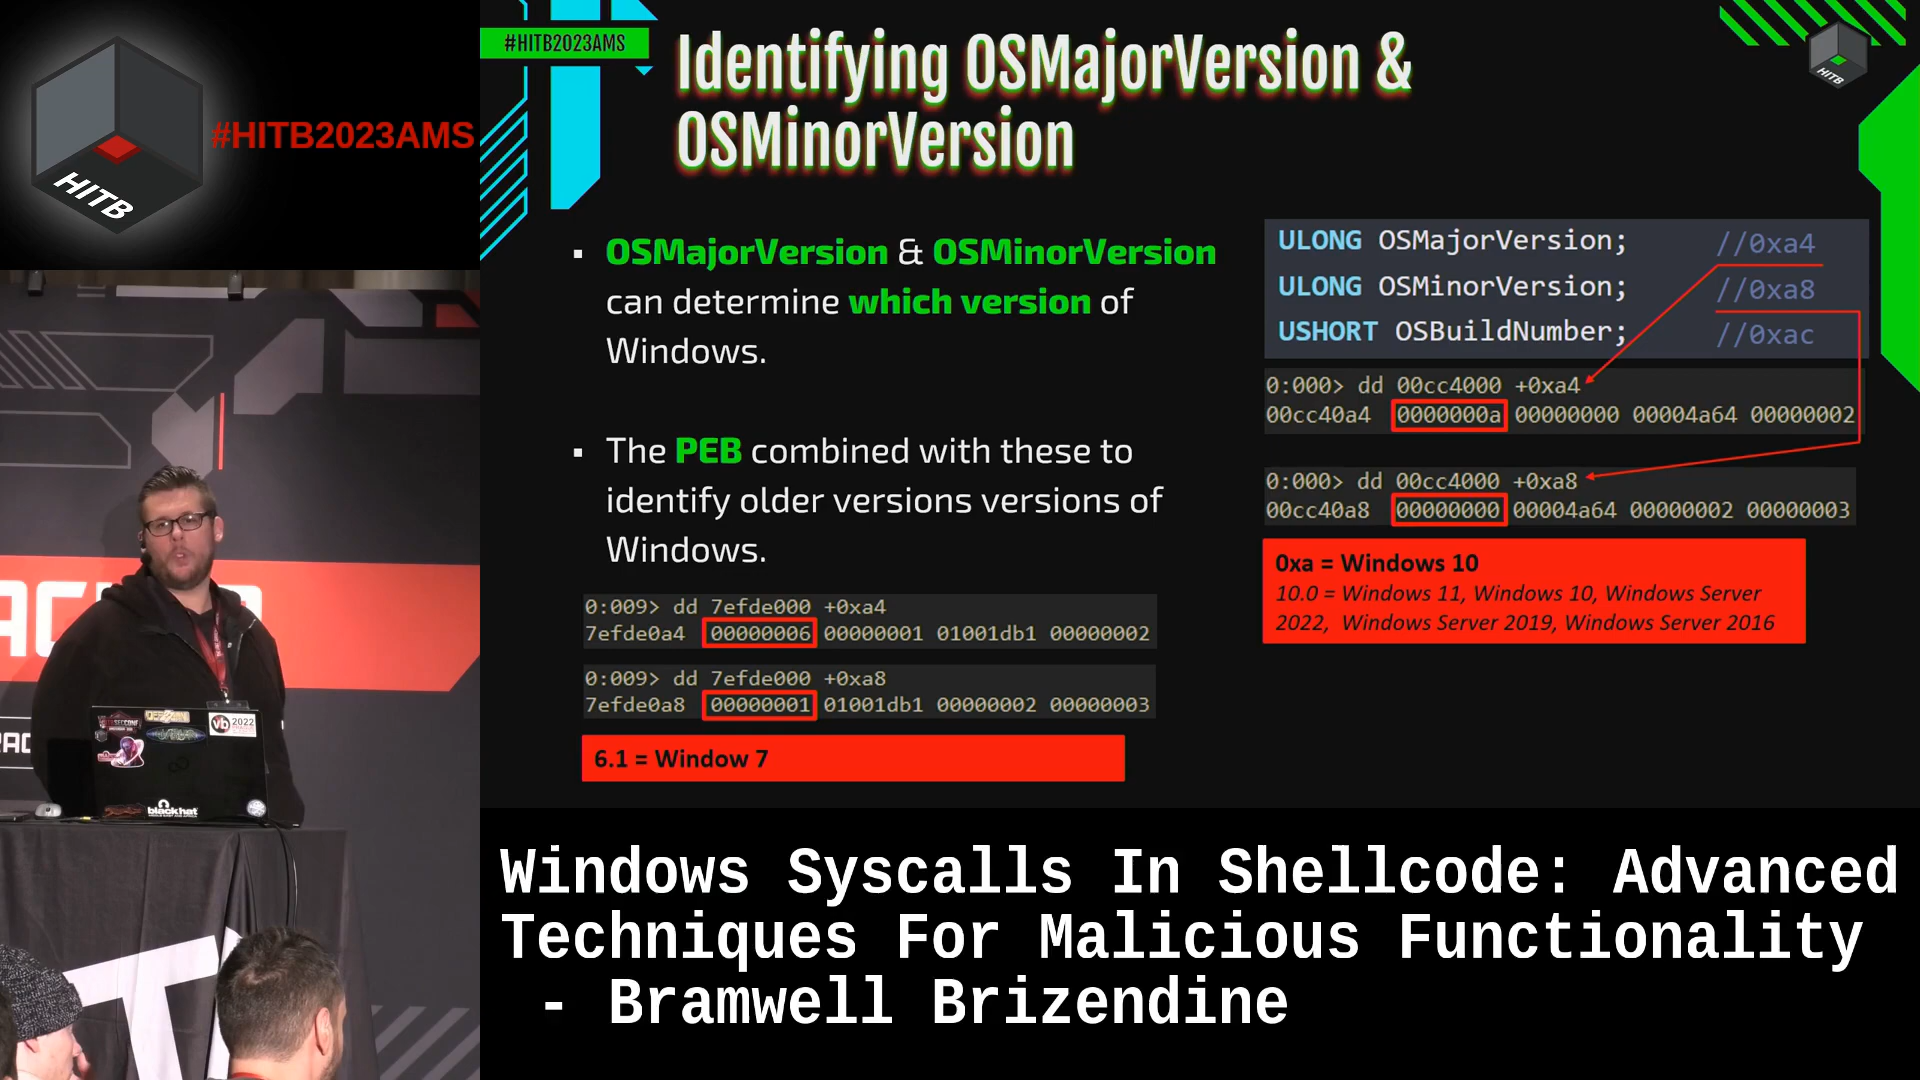 #HITB2023AMS
HITB
#HITB2023AMS
HITB
Identifying OSMajorVersion &
OSMinorVersion
▪ OSMajorVersion & OSMinorVersion
can determine which version of
Windows.
▪ The PEB combined with these to
identify older versions versions of
Windows.
0:009> dd 7efde000 +0xa4
7efde0a4 00000006 00000001 01001db1 00000002
0:009> dd 7efde000 +0xa8
7efde0a8 00000001 01001db1 00000002 00000003
6.1 = Window 7
ULONG OSMajorVersion; //0xa4
ULONG OSMinorVersion; //0xa8
USHORT OSBuildNumber; //0xac
0:000> dd 00cc4000 +0xa4
00cc40a4 0000000a 00000000 00004a64 00000002
0:000> dd 00cc4000 +0xa8
00cc40a8 00000000 00004a64 00000002 00000003
0xa = Windows 10
10.0 = Windows 11, Windows 10, Windows Server
2022, Windows Server 2019, Windows Server 2016
vb 2022
black hat
Windows Syscalls In Shellcode: Advanced
Techniques For Malicious Functionality
- Bramwell Brizendine